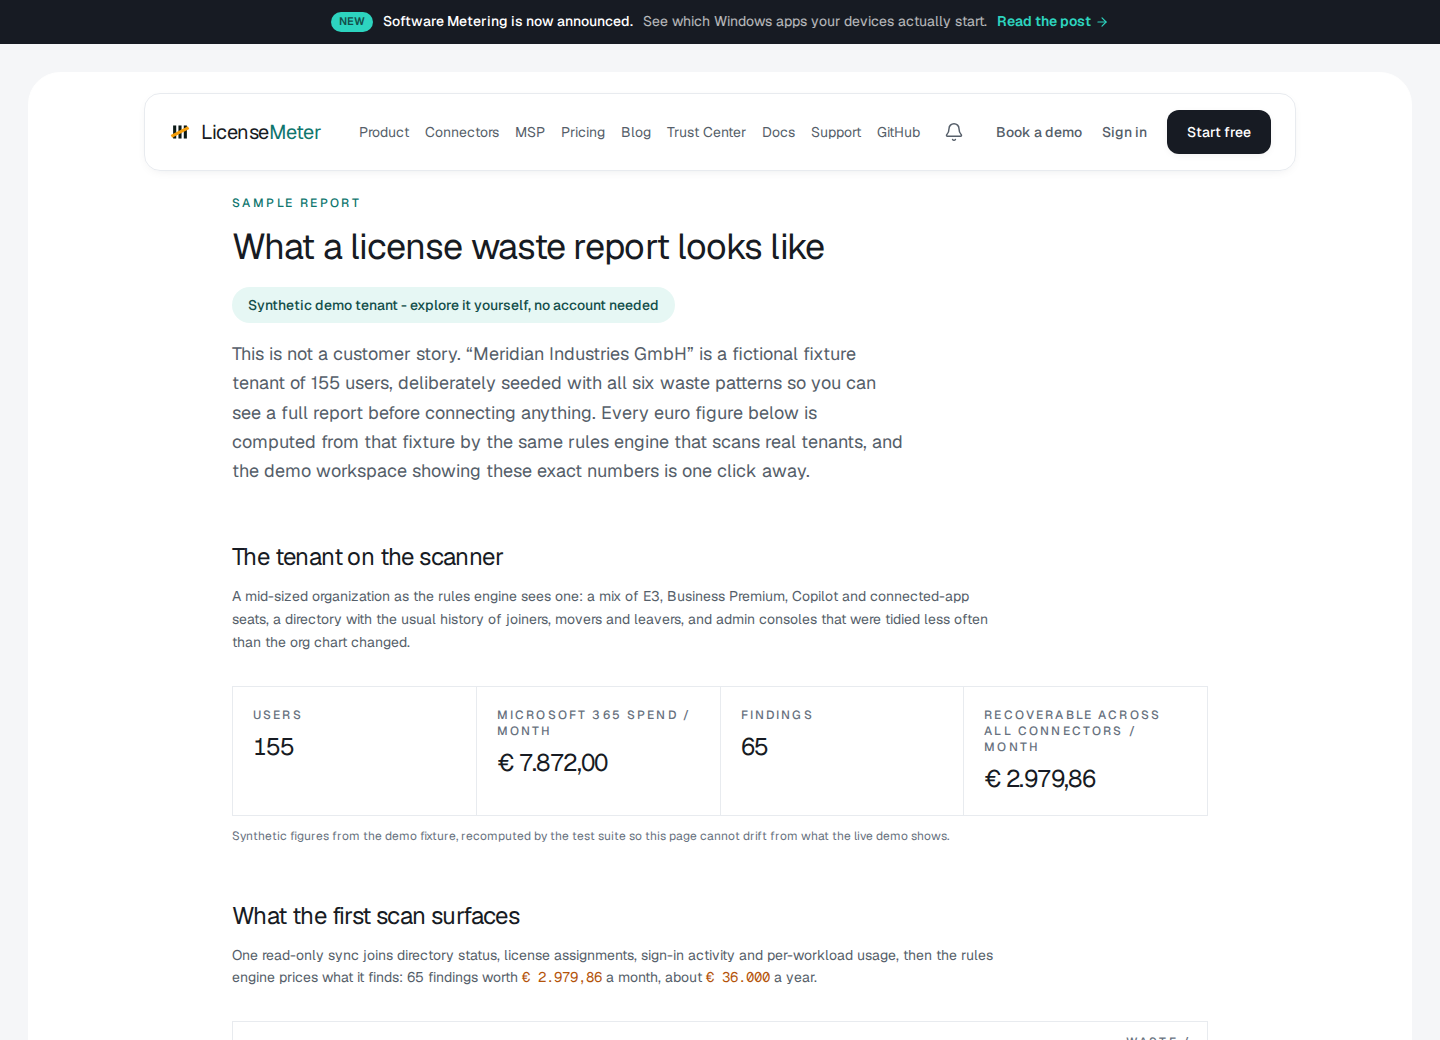 NEW Software Metering is now announced. See which Windows apps your devices actually start. Read the post →
LicenseMeter Product Connectors MSP Pricing Blog Trust Center Docs Support GitHub Book a demo Sign in Start free
SAMPLE REPORT
What a license waste report looks like
Synthetic demo tenant - explore it yourself, no account needed
This is not a customer story. “Meridian Industries GmbH” is a fictional fixture
tenant of 155 users, deliberately seeded with all six waste patterns so you can
see a full report before connecting anything. Every euro figure below is
computed from that fixture by the same rules engine that scans real tenants, and
the demo workspace showing these exact numbers is one click away.
The tenant on the scanner
A mid-sized organization as the rules engine sees one: a mix of E3, Business Premium, Copilot and connected-app
seats, a directory with the usual history of joiners, movers and leavers, and admin consoles that were tidied less often
than the org chart changed.
USERS
155
MICROSOFT 365 SPEND /
MONTH
€ 7.872,00
FINDINGS
65
RECOVERABLE ACROSS
ALL CONNECTORS /
MONTH
€ 2.979,86
Synthetic figures from the demo fixture, recomputed by the test suite so this page cannot drift from what the live demo shows.
What the first scan surfaces
One read-only sync joins directory status, license assignments, sign-in activity and per-workload usage, then the rules
engine prices what it finds: 65 findings worth € 2.979,86 a month, about € 36.000 a year.
WASTE /